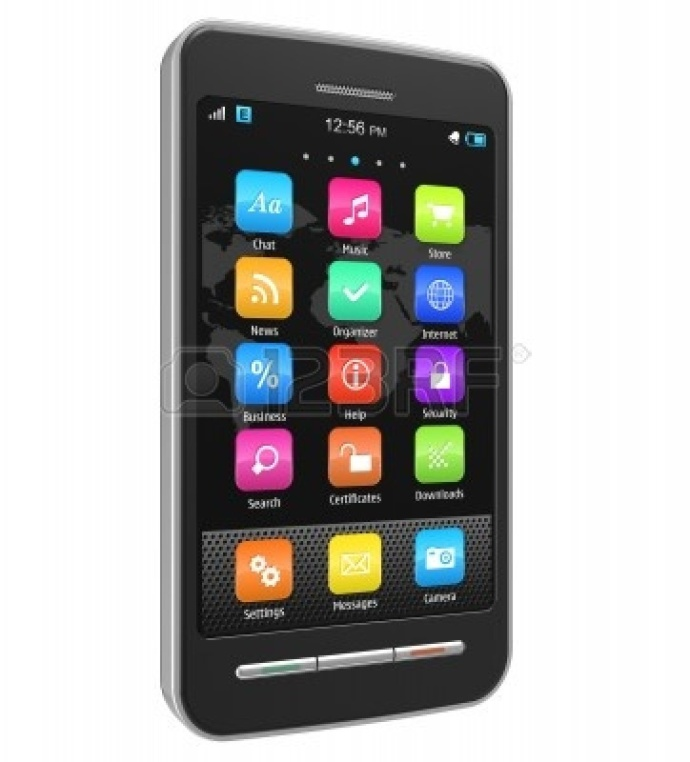 12:56 PM
Aa
Chat Music Store
News Organizer Internet
%
Business Help Security
123RF®
Search Certificates Downloads
Settings Messages Camera